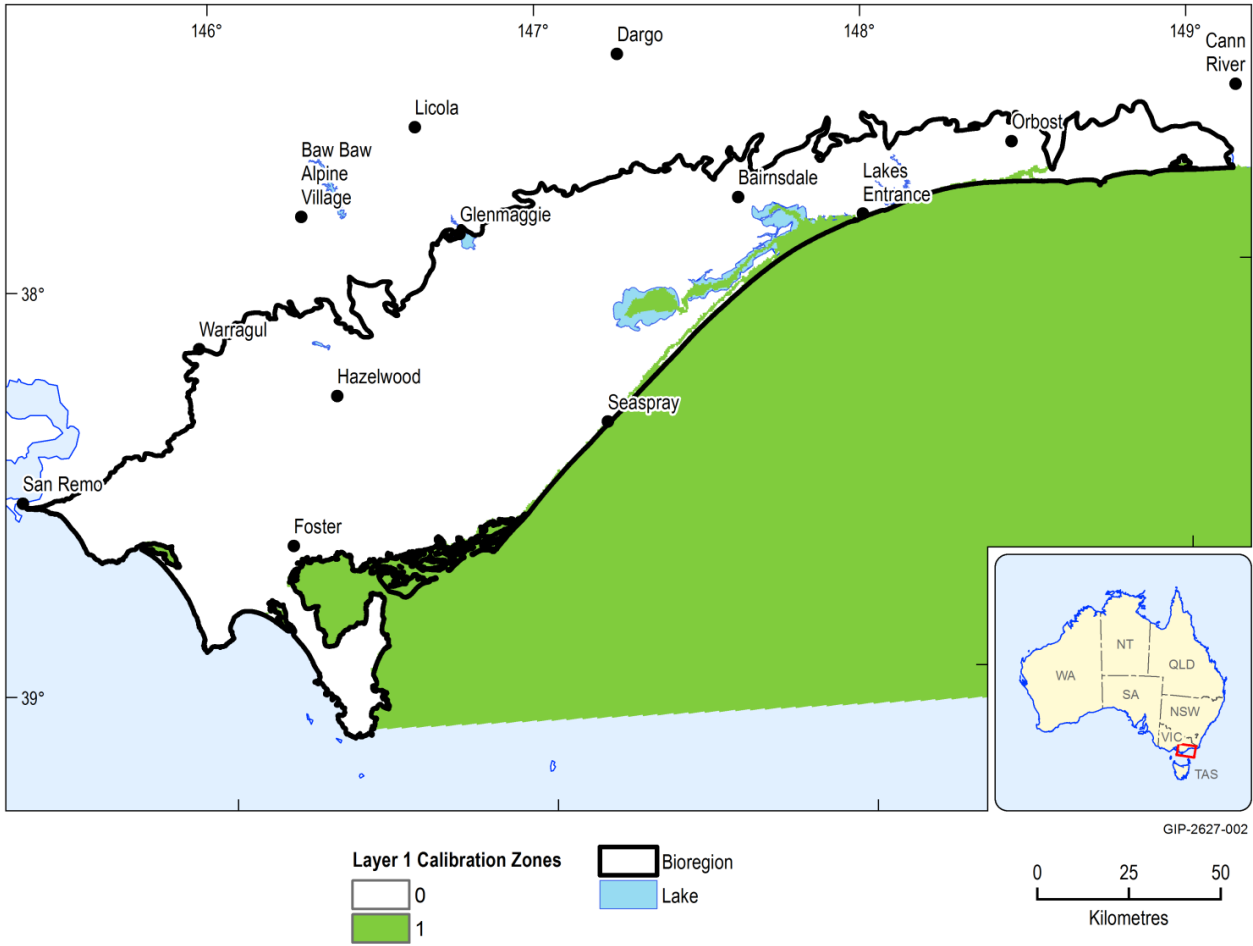 146°
147°
148°
149°
Dargo
Cann
River
Licola
Orbost
Baw Baw
Alpine
Village
Bairnsdale
Lakes
Entrance
Glenmaggie
38°
Warragul
Hazelwood
Seaspray
San Remo
Foster
39°
NT
QLD
WA
SA
NSW
VIC
TAS
GIP-2627-002
Layer 1 Calibration Zones
0
1
Bioregion
Lake
0
25
50
Kilometres